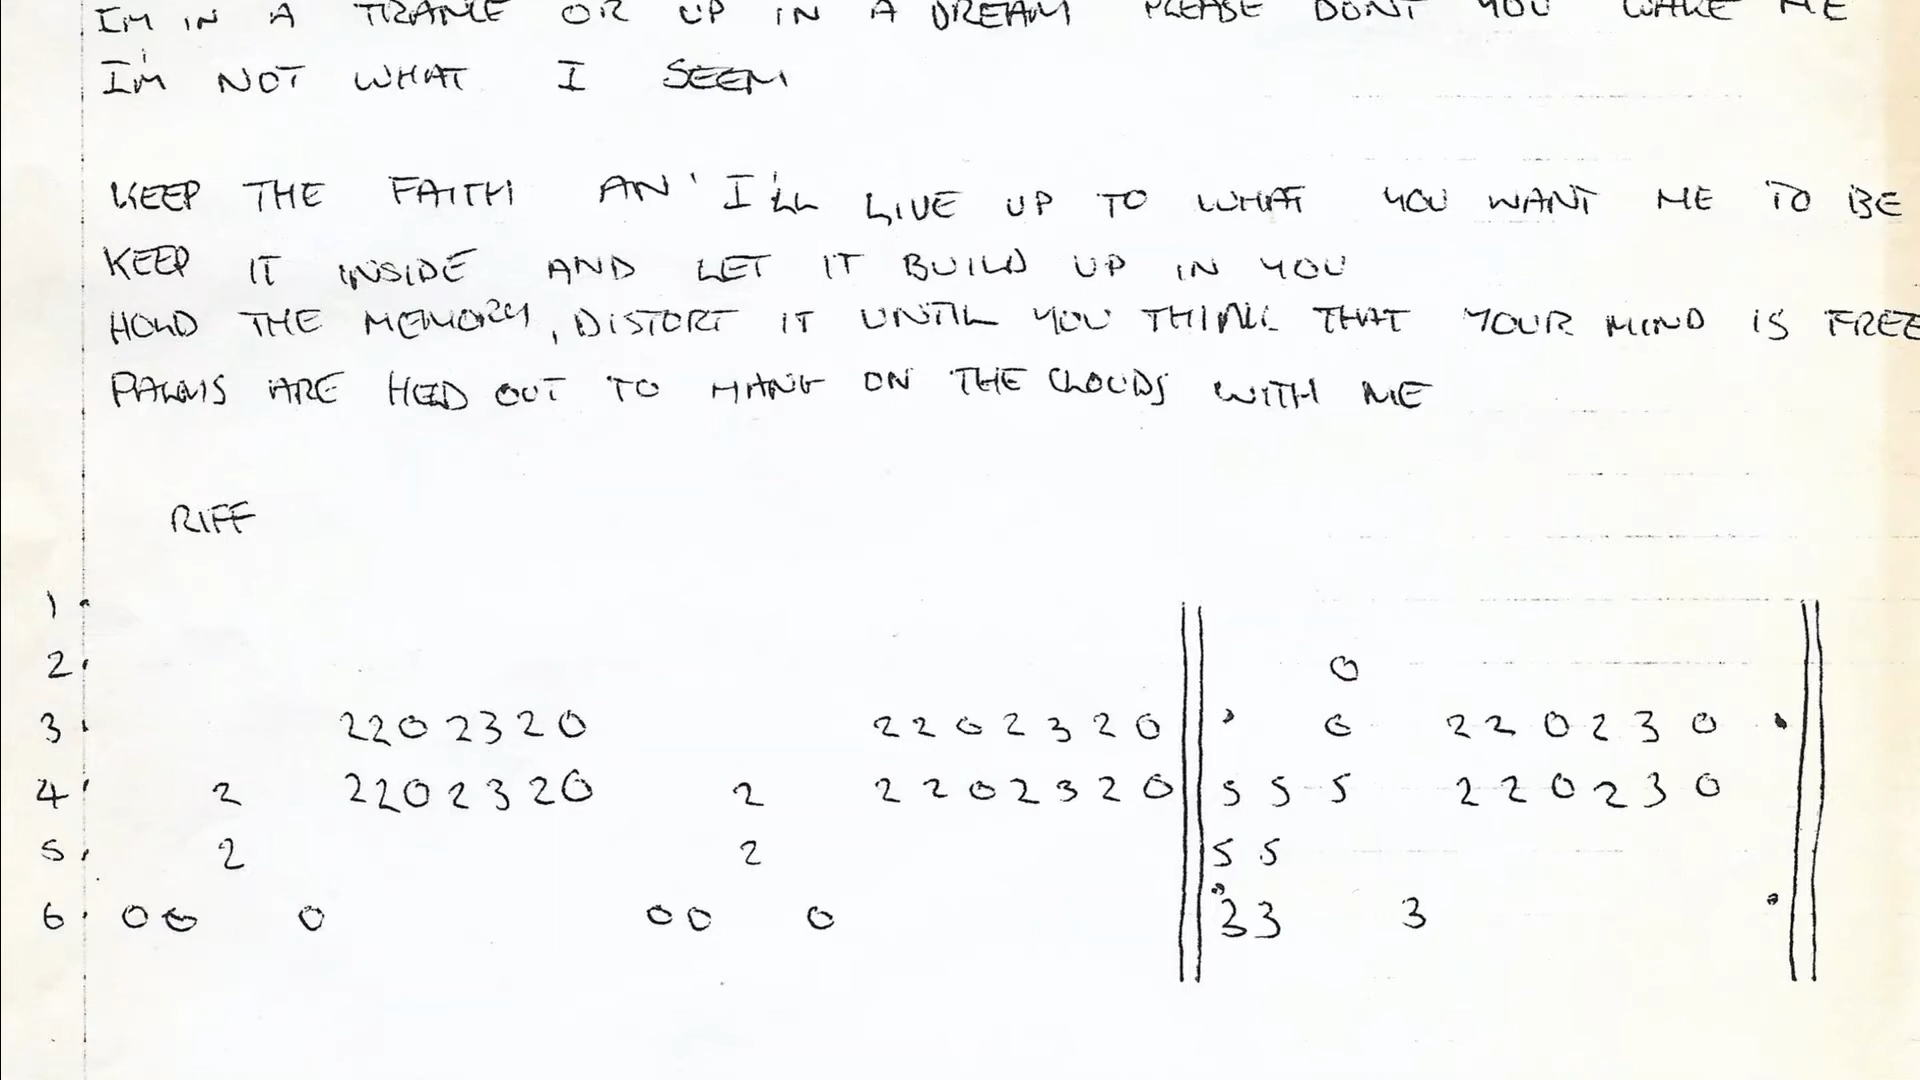 IM IN A TRANCE OR UP IN A DREAM PLEASE DONT YOU WAKE ME
I'M NOT WHAT I SEEM
KEEP THE FAITH AN' I'LL LIVE UP TO WHAT YOU WANT ME TO BE
KEEP IT INSIDE AND LET IT BUILD UP IN YOU
HOLD THE MEMORY, DISTORT IT UNTIL YOU THINK THAT YOUR MIND IS FREE
PALMS ARE HELD OUT TO HANG ON THE CLOUDS WITH ME
RIFF
1
2 0
3 2202320 2202320 0 220230
4 2 2202320 2 2202320 5 5 5 220230
5 2 2 5 5
6 00 0 00 0 33 3